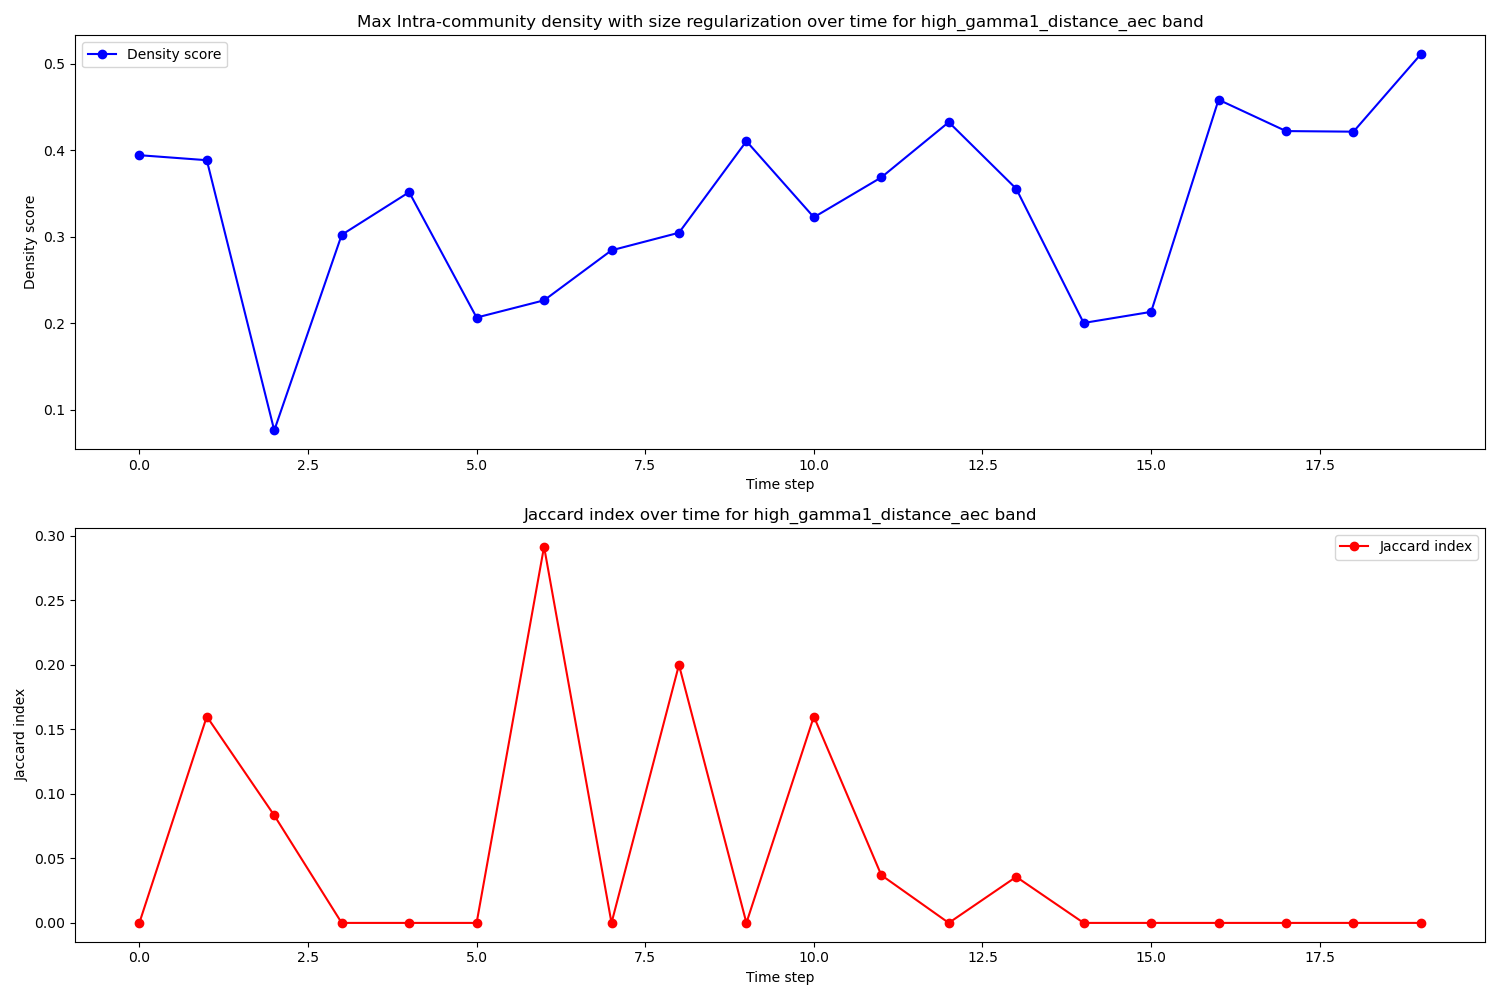 Max Intra-community density with size regularization over time for high_gamma1_distance_aec band
Density score
0.5
0.4
0.3
0.2
0.1
Density score
0.0 2.5 5.0 7.5 10.0 12.5 15.0 17.5
Time step
Jaccard index over time for high_gamma1_distance_aec band
Jaccard index
0.30
0.25
0.20
0.15
0.10
0.05
0.00
Jaccard index
0.0 2.5 5.0 7.5 10.0 12.5 15.0 17.5
Time step